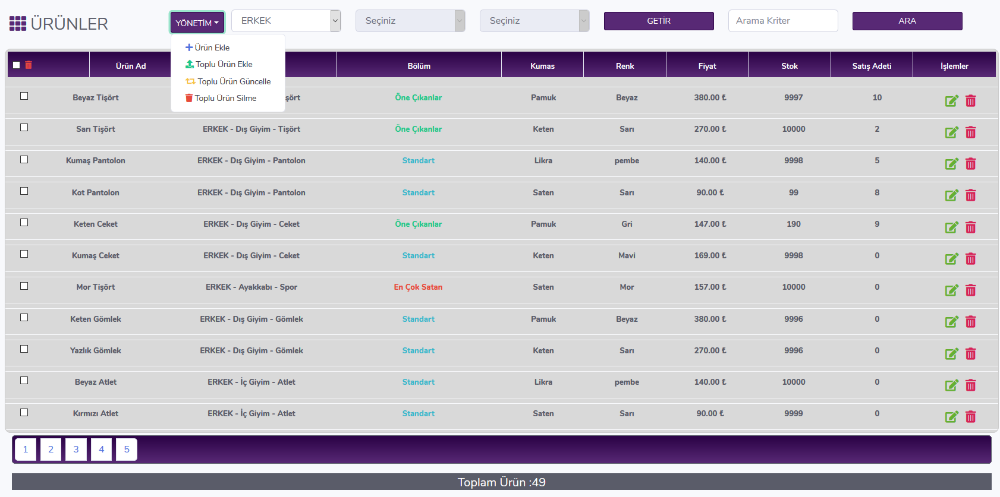 ÜRÜNLER
YÖNETİM
ERKEK
Seçiniz
Seçiniz
GETİR
Arama Kriter
ARA
Ürün Ekle
Toplu Ürün Ekle
Toplu Ürün Güncelle
Toplu Ürün Silme
Ürün Ad Bölüm Kumas Renk Fiyat Stok Satış Adeti İşlemler
Beyaz Tişört şört Öne Çıkanlar Pamuk Beyaz 380.00 ₺ 9997 10
Sarı Tişört ERKEK - Dış Giyim - Tişört Öne Çıkanlar Keten Sarı 270.00 ₺ 10000 2
Kumaş Pantolon ERKEK - Dış Giyim - Pantolon Standart Likra pembe 140.00 ₺ 9998 5
Kot Pantolon ERKEK - Dış Giyim - Pantolon Standart Saten Sarı 90.00 ₺ 99 8
Keten Ceket ERKEK - Dış Giyim - Ceket Öne Çıkanlar Pamuk Gri 147.00 ₺ 190 9
Kumaş Ceket ERKEK - Dış Giyim - Ceket Standart Keten Mavi 169.00 ₺ 9998 0
Mor Tişört ERKEK - Ayakkabı - Spor En Çok Satan Saten Mor 157.00 ₺ 10000 0
Keten Gömlek ERKEK - Dış Giyim - Gömlek Standart Pamuk Beyaz 380.00 ₺ 9996 0
Yazlık Gömlek ERKEK - Dış Giyim - Gömlek Standart Keten Sarı 270.00 ₺ 9996 0
Beyaz Atlet ERKEK - İç Giyim - Atlet Standart Likra pembe 140.00 ₺ 10000 0
Kırmızı Atlet ERKEK - İç Giyim - Atlet Standart Saten Sarı 90.00 ₺ 9999 0
1 2 3 4 5
Toplam Ürün :49